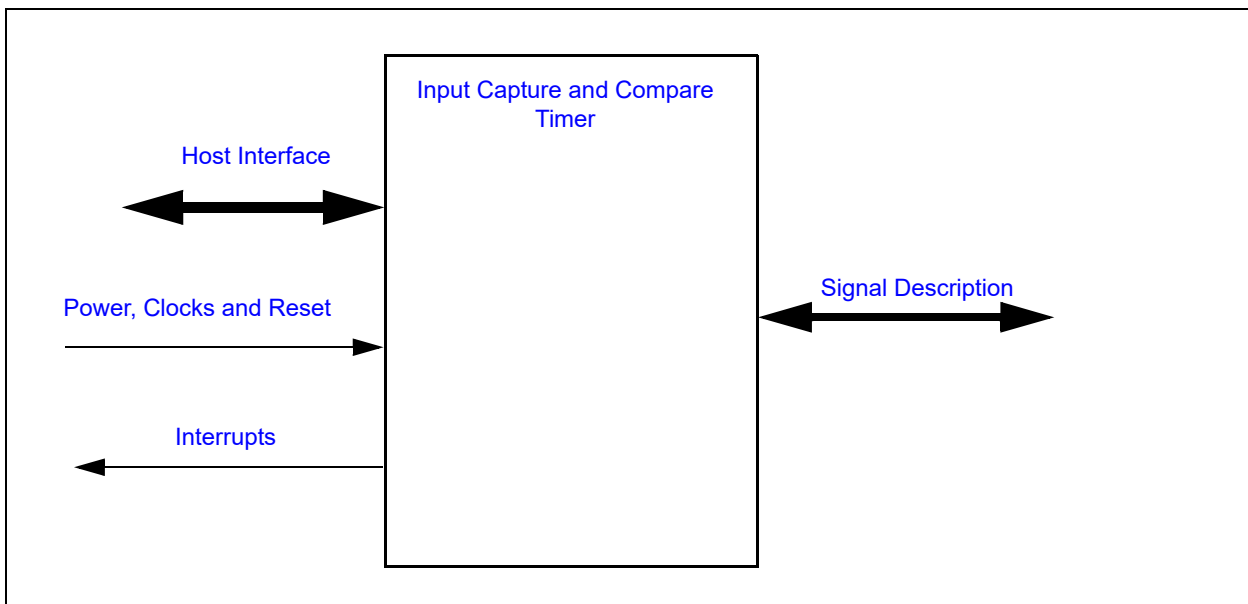 Input Capture and Compare
Timer
Host Interface
Power, Clocks and Reset
Signal Description
Interrupts